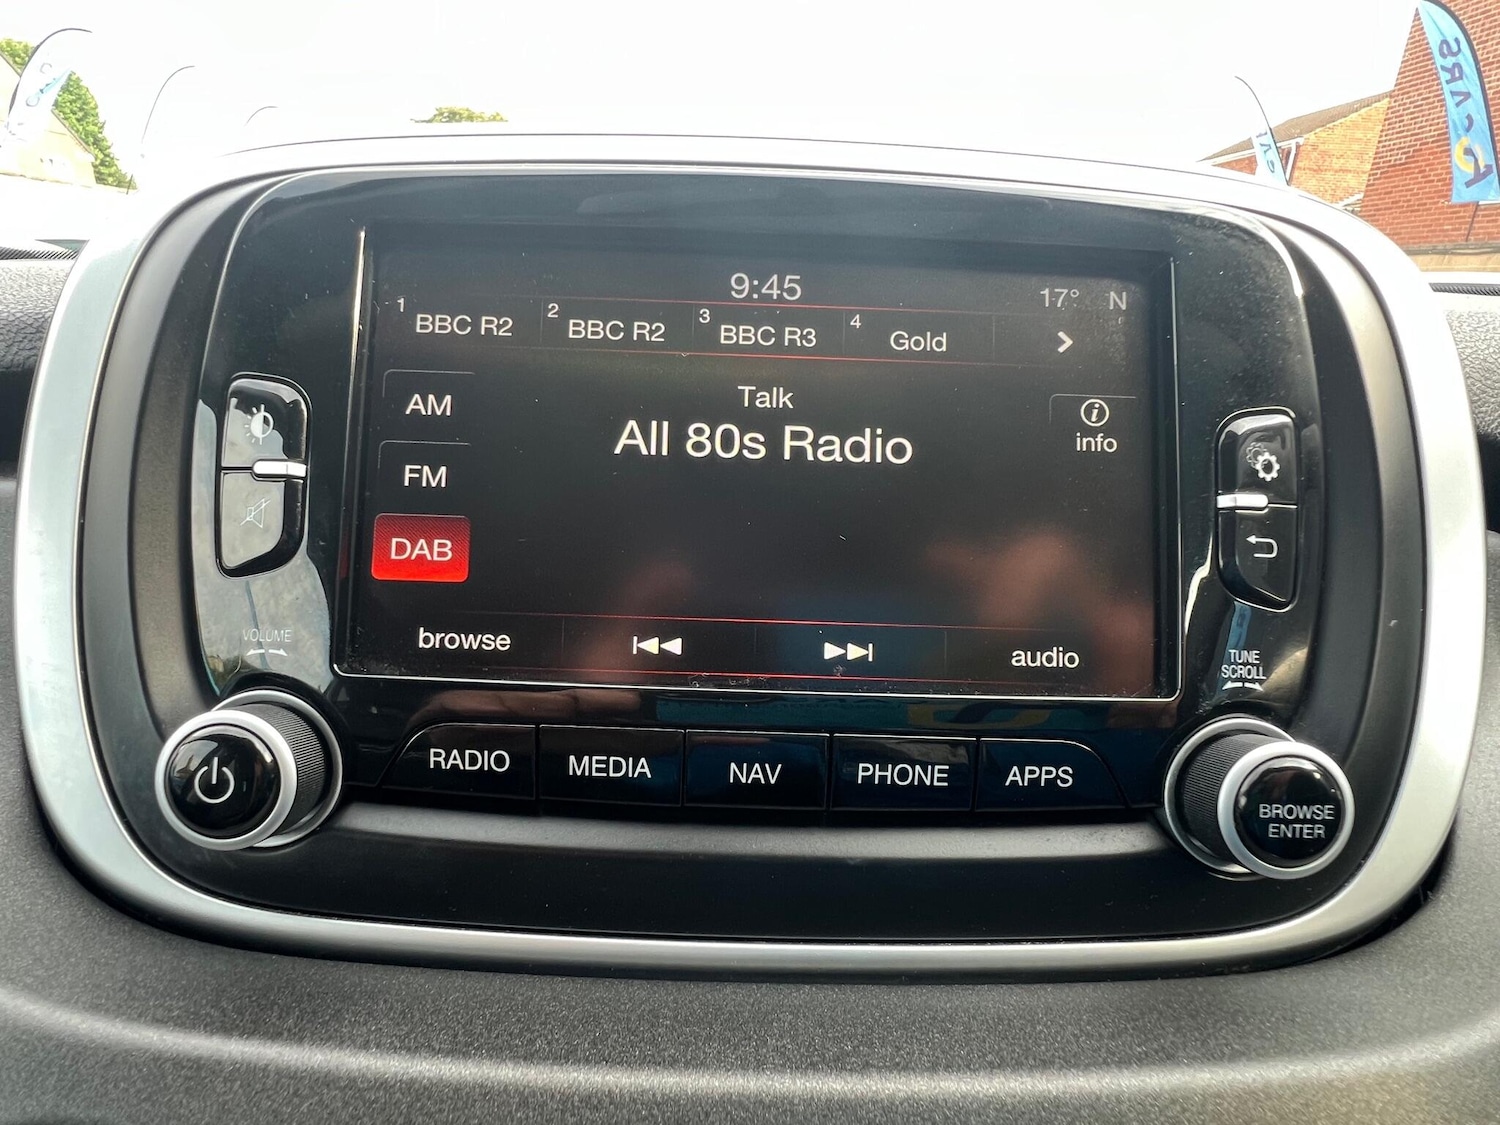 9:45
17° N
1 BBC R2 2 BBC R2 3 BBC R3 4 Gold
AM
Talk
All 80s Radio
i
info
FM
DAB
browse
audio
VOLUME
TUNE
SCROLL
RADIO MEDIA NAV PHONE APPS
BROWSE
ENTER
CARS